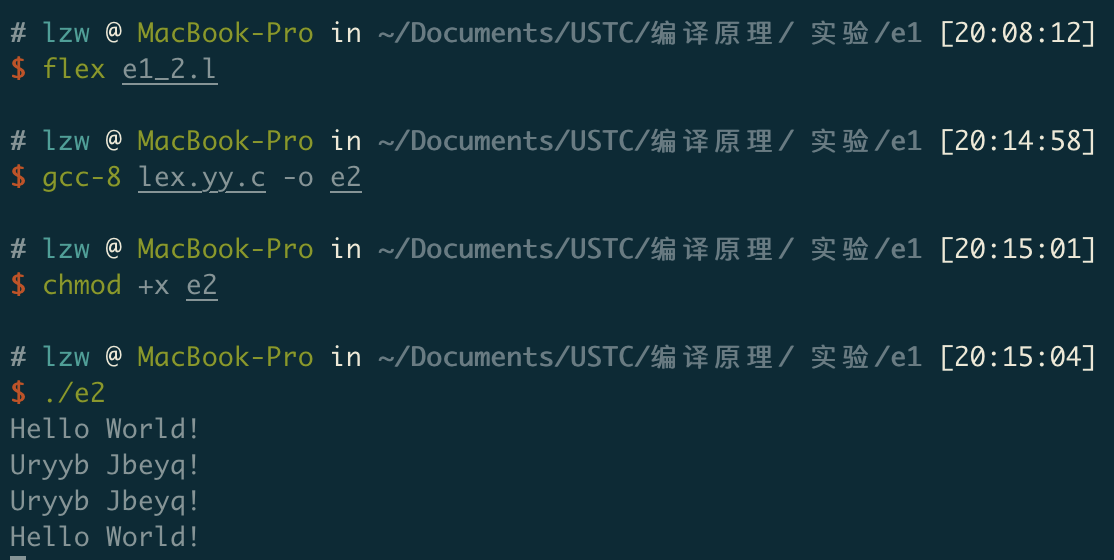 # lzw @ MacBook-Pro in ~/Documents/USTC/编译原理/ 实验/e1 [20:08:12]
$ flex e1_2.l
# lzw @ MacBook-Pro in ~/Documents/USTC/编译原理/ 实验/e1 [20:14:58]
$ gcc-8 lex.yy.c -o e2
# lzw @ MacBook-Pro in ~/Documents/USTC/编译原理/ 实验/e1 [20:15:01]
$ chmod +x e2
# lzw @ MacBook-Pro in ~/Documents/USTC/编译原理/ 实验/e1 [20:15:04]
$ ./e2
Hello World!
Uryyb Jbeyq!
Uryyb Jbeyq!
Hello World!